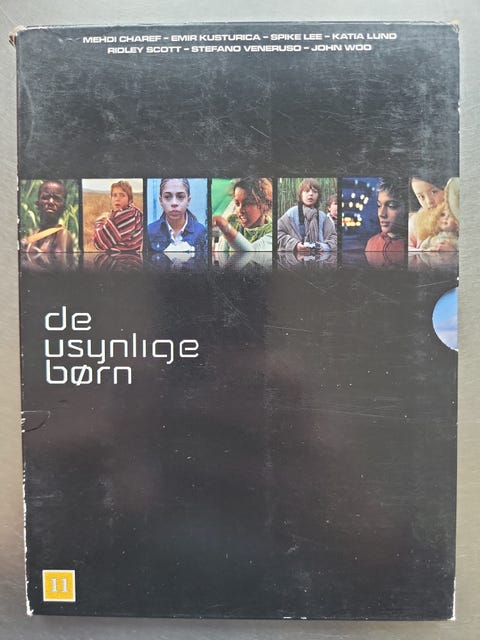 MEHDI CHAREF – EMIR KUSTURICA – SPIKE LEE – KATIA LUND
RIDLEY SCOTT – STEFANO VENERUSO – JOHN WOO
de
usynlige
børn
11